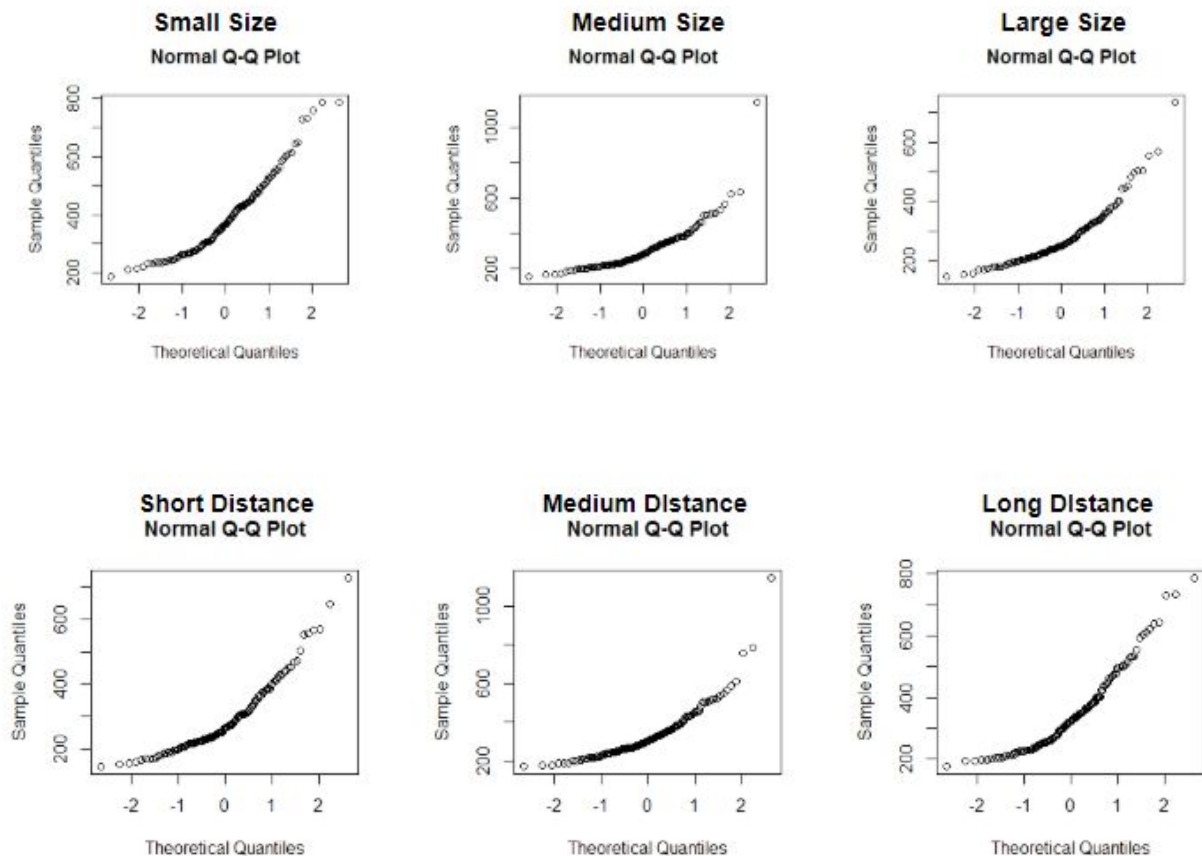 Small Size
Normal Q-Q Plot
Sample Quantiles
200 400 600 800
-2 -1 0 1 2
Theoretical Quantiles
Medium Size
Normal Q-Q Plot
Sample Quantiles
200 600 1000
-2 -1 0 1 2
Theoretical Quantiles
Large Size
Normal Q-Q Plot
Sample Quantiles
200 400 600
-2 -1 0 1 2
Theoretical Quantiles
Short Distance
Normal Q-Q Plot
Sample Quantiles
200 400 600
-2 -1 0 1 2
Theoretical Quantiles
Medium DIstance
Normal Q-Q Plot
Sample Quantiles
200 600 1000
-2 -1 0 1 2
Theoretical Quantiles
Long DIstance
Normal Q-Q Plot
Sample Quantiles
200 400 600 800
-2 -1 0 1 2
Theoretical Quantiles